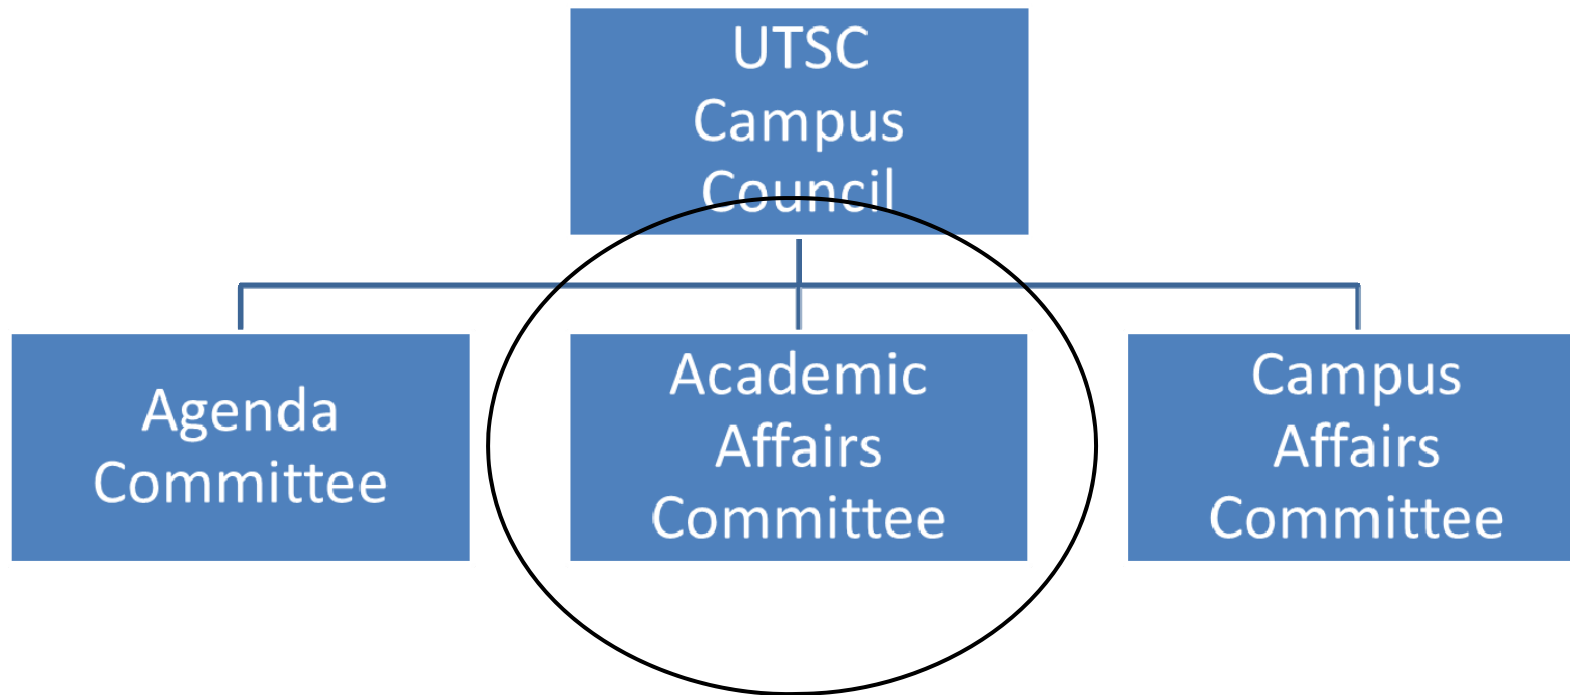 UTSC
Campus
Council
Agenda
Committee
Academic
Affairs
Committee
Campus
Affairs
Committee